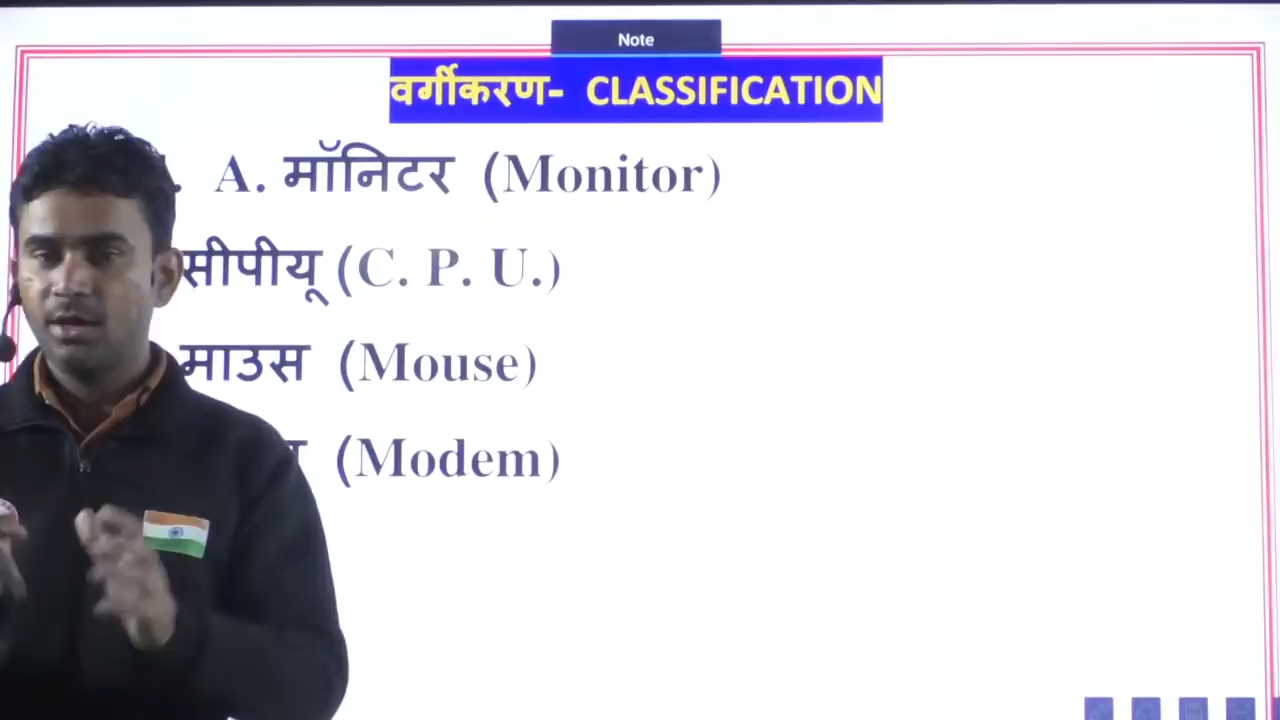 Note
वर्गीकरण- CLASSIFICATION
. A. मॉनिटर (Monitor)
सीपीयू (C. P. U.)
माउस (Mouse)
(Modem)